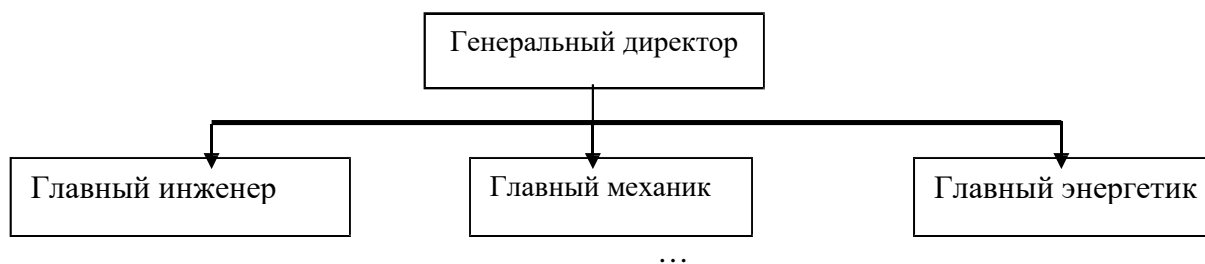 Генеральный директор
Главный инженер
Главный механик
Главный энергетик
…